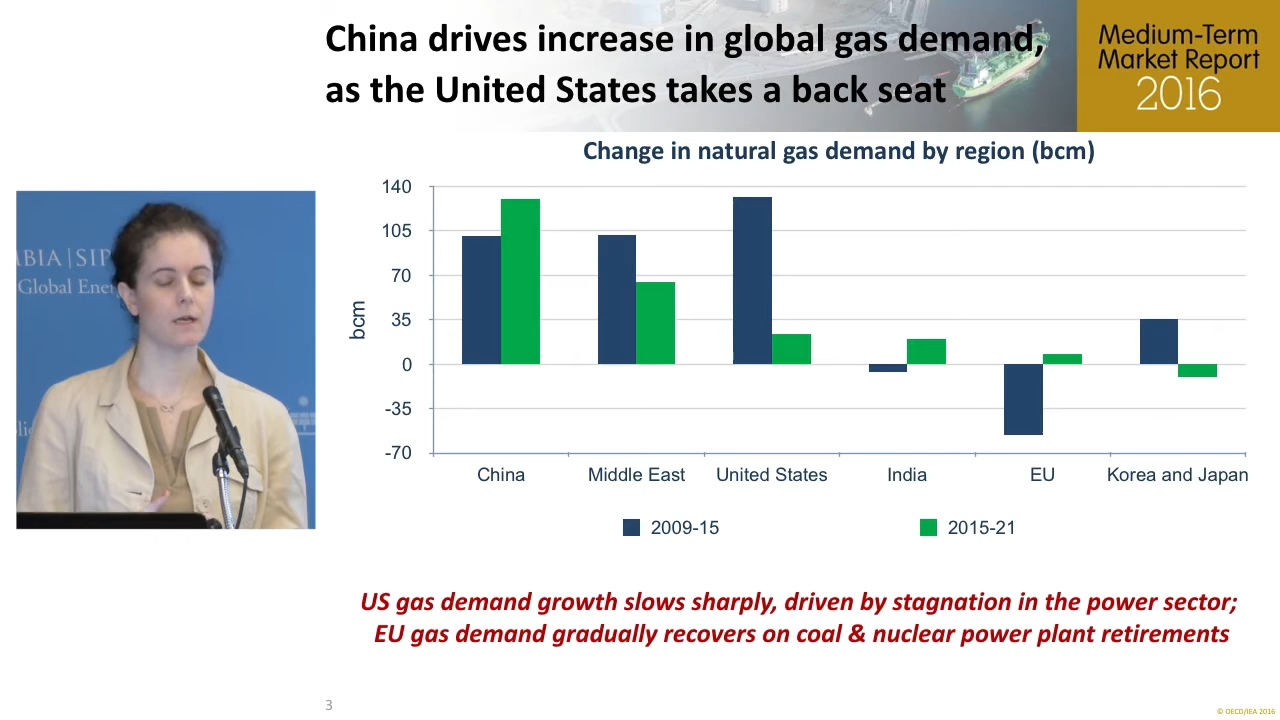 China drives increase in global gas demand,
as the United States takes a back seat
Medium-Term
Market Report
2016
Change in natural gas demand by region (bcm)
140
105
70
35
0
-35
-70
bcm
China
Middle East
United States
India
EU
Korea and Japan
2009-15
2015-21
BIA | SIP
Global Ener
US gas demand growth slows sharply, driven by stagnation in the power sector;
EU gas demand gradually recovers on coal & nuclear power plant retirements
3
© OECD/IEA 2016